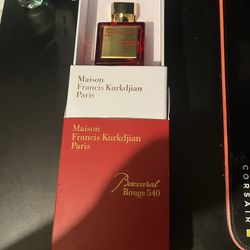 Maison
Francis Kurkdjian
Paris
Maison
Francis Kurkdjian
Paris
Baccarat
Rouge 540
CORSAIR